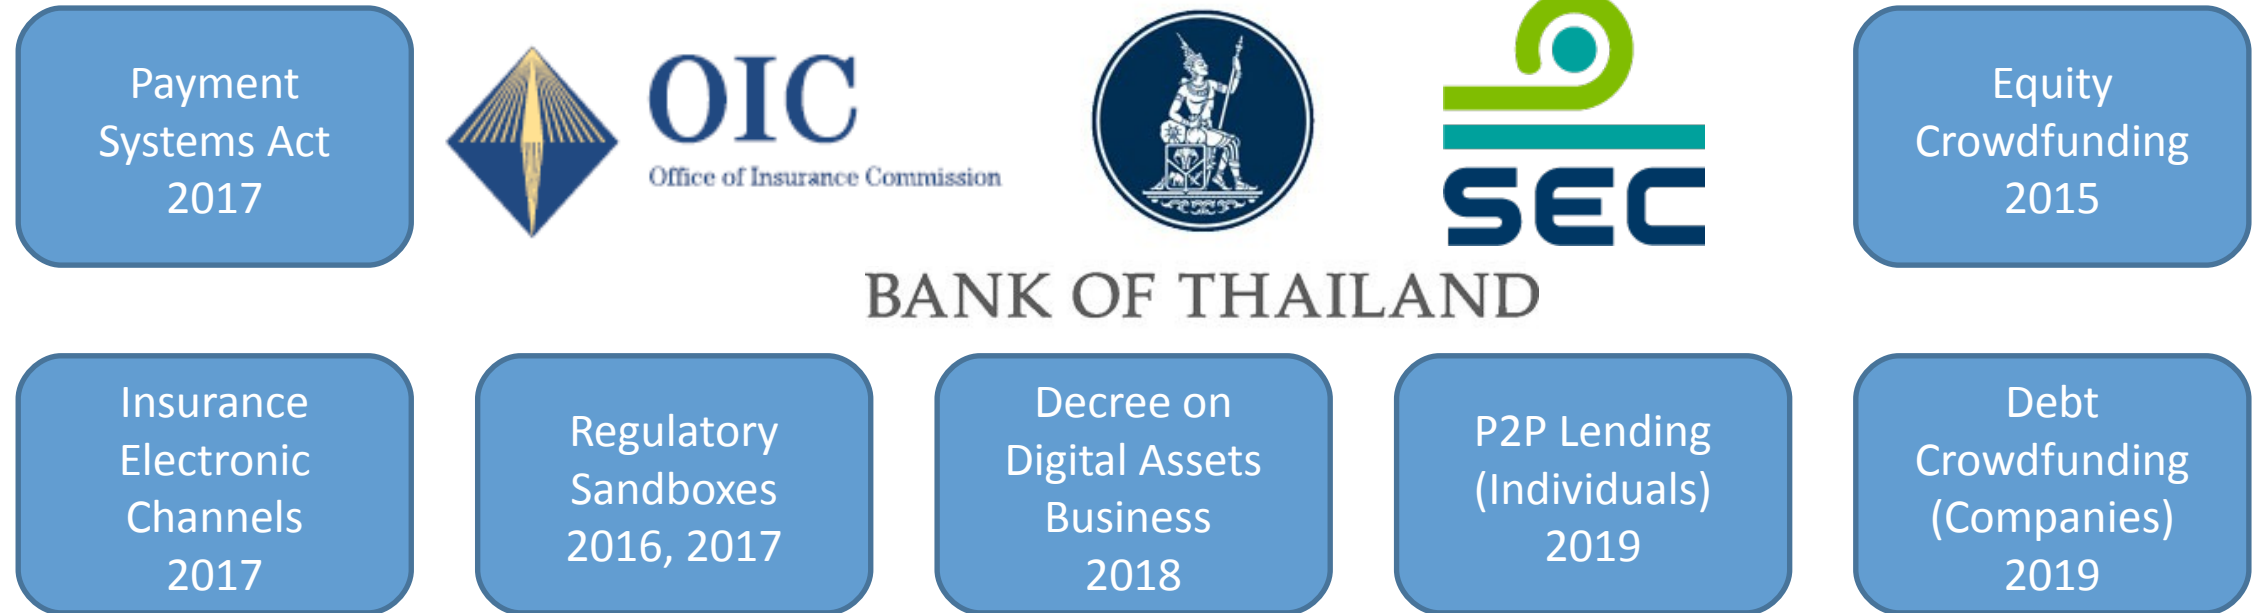 Payment
Systems Act
2017
OIC
Office of Insurance Commission
SEC
Equity
Crowdfunding
2015
BANK OF THAILAND
Insurance
Electronic
Channels
2017
Regulatory
Sandboxes
2016, 2017
Decree on
Digital Assets
Business
2018
P2P Lending
(Individuals)
2019
Debt
Crowdfunding
(Companies)
2019